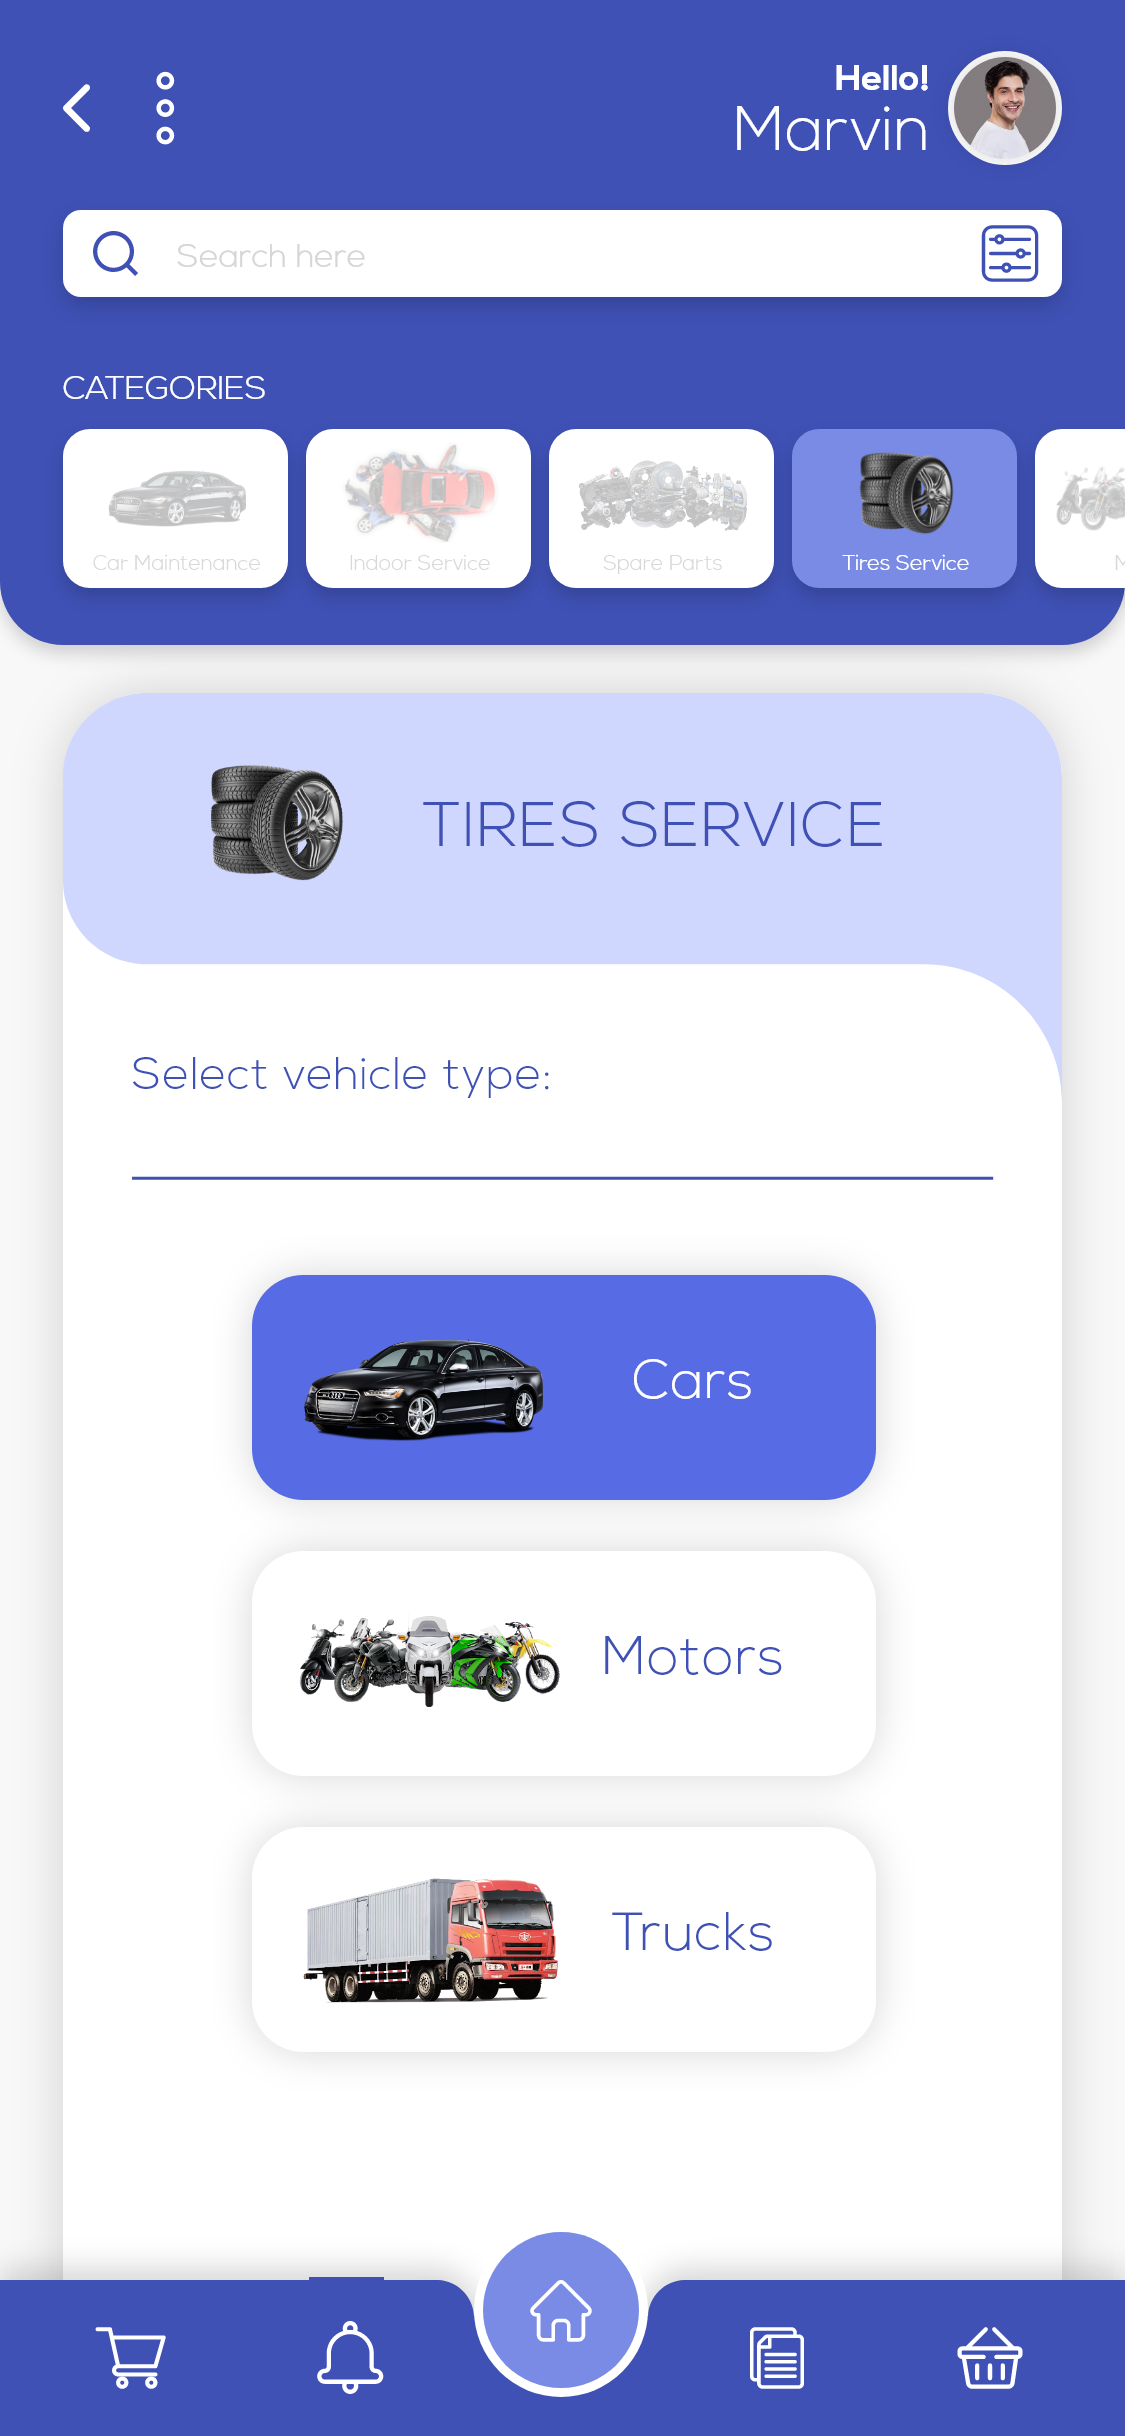 Hello!
Marvin
Search here
CATEGORIES
Car Maintenance
Indoor Service
Spare Parts
Tires Service
TIRES SERVICE
Select vehicle type:
Cars
Motors
Trucks